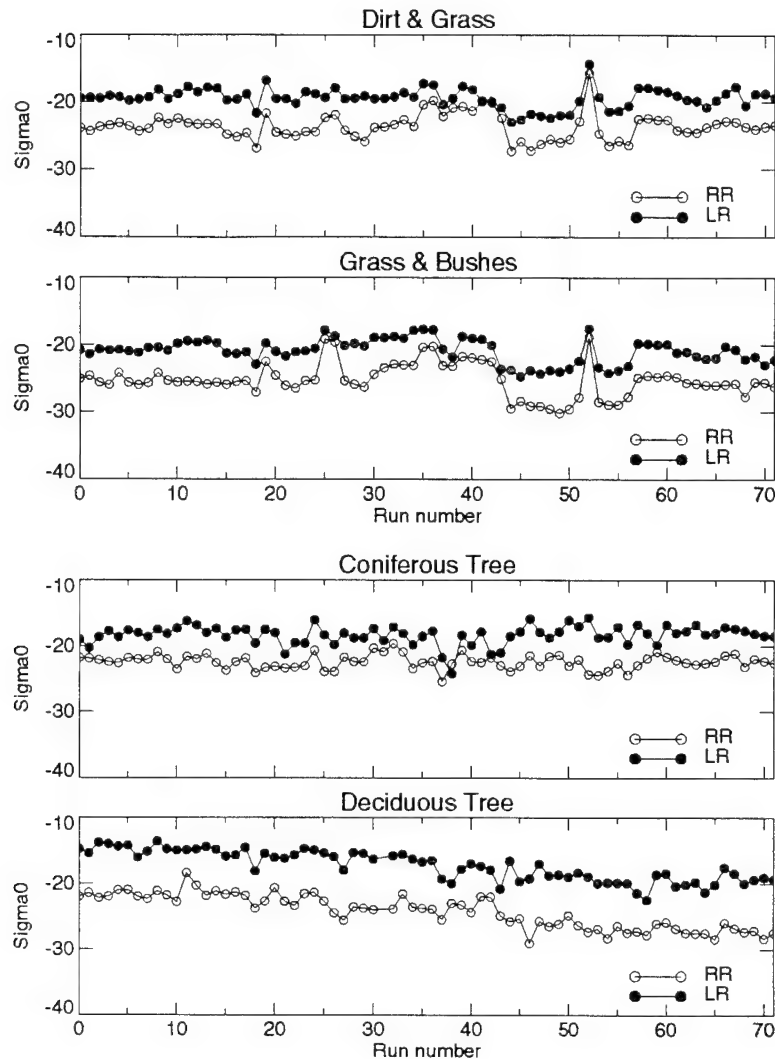 Dirt & Grass
-10
-20
-30
-40
Sigma0
RR
LR
Grass & Bushes
-10
-20
-30
-40
Sigma0
RR
LR
0 10 20 30 40 50 60 70
Run number
Coniferous Tree
-10
-20
-30
-40
Sigma0
RR
LR
Deciduous Tree
-10
-20
-30
-40
Sigma0
RR
LR
0 10 20 30 40 50 60 70
Run number